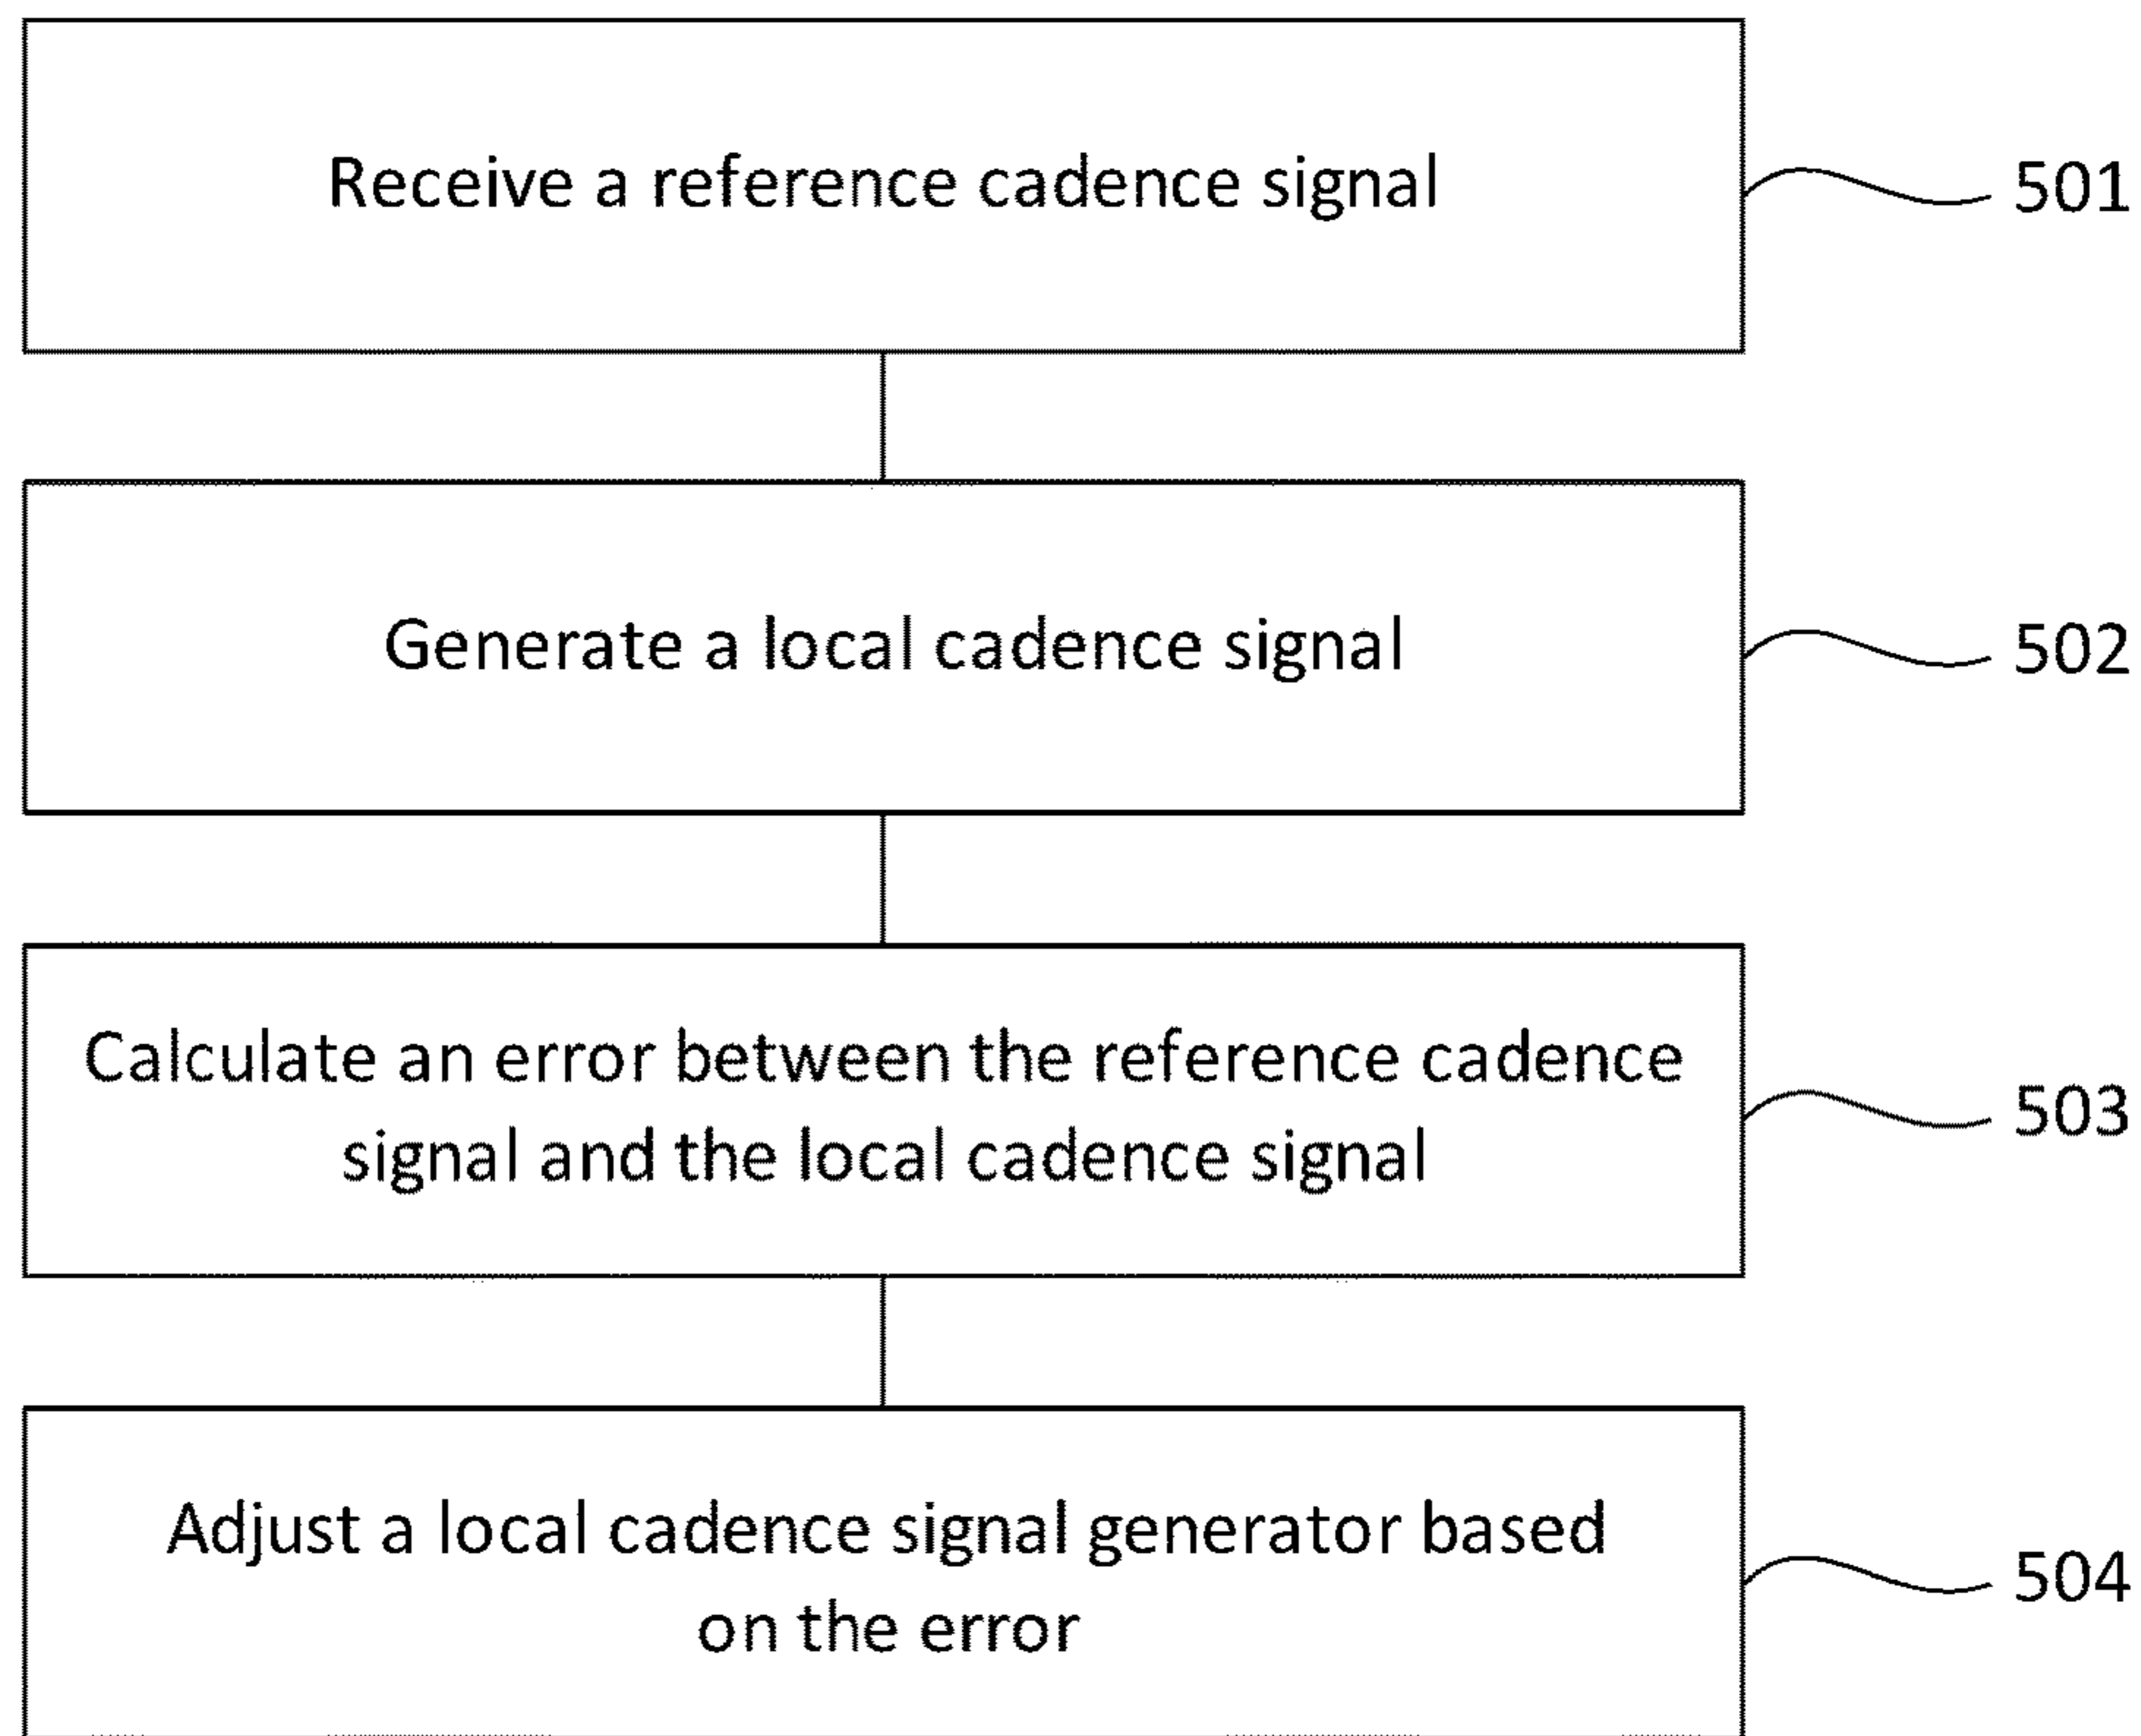 Receive a reference cadence signal
501
Generate a local cadence signal
502
Calculate an error between the reference cadence
signal and the local cadence signal
503
Adjust a local cadence signal generator based
on the error
504